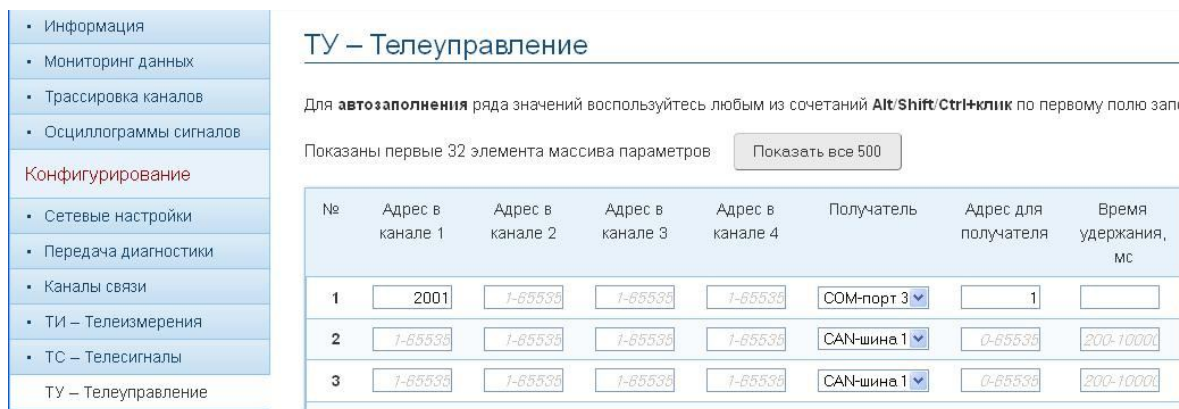 Информация
Мониторинг данных
Трассировка каналов
Осциллограммы сигналов
Конфигурирование
Сетевые настройки
Передача диагностики
Каналы связи
ТИ – Телеизмерения
ТС – Телесигналы
ТУ – Телеуправление
ТУ – Телеуправление
Для автозаполнения ряда значений воспользуйтесь любым из сочетаний Alt/Shift/Ctrl+клик по первому полю
Показаны первые 32 элемента массива параметров Показать все 500
№ Адрес в канале 1 Адрес в канале 2 Адрес в канале 3 Адрес в канале 4 Получатель Адрес для получателя Время удержания, мс
1 2001 1-65535 1-65535 1-65535 COM-порт 3 1
2 1-65535 1-65535 1-65535 1-65535 CAN-шина 1 0-65535 200-10000
3 1-65535 1-65535 1-65535 1-65535 CAN-шина 1 0-65535 200-10000